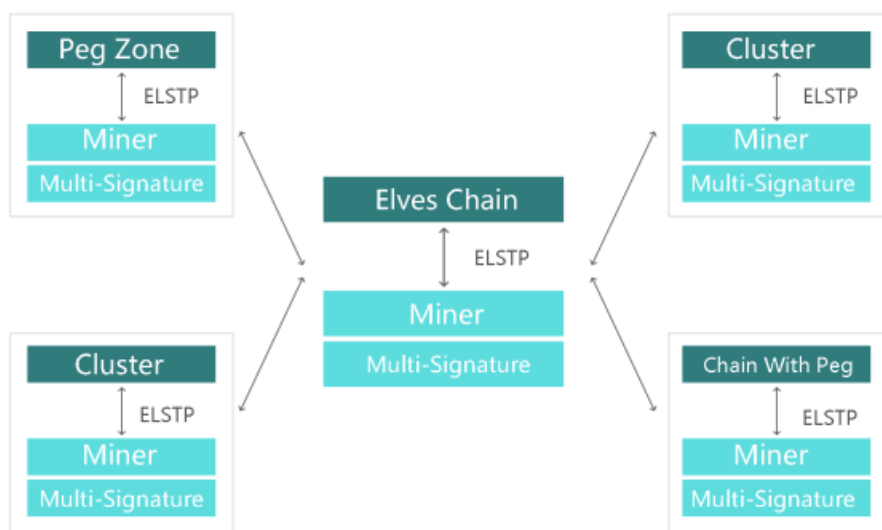 Peg Zone
ELSTP
Miner
Multi-Signature
Cluster
ELSTP
Miner
Multi-Signature
Elves Chain
ELSTP
Miner
Multi-Signature
Cluster
ELSTP
Miner
Multi-Signature
Chain With Peg
ELSTP
Miner
Multi-Signature